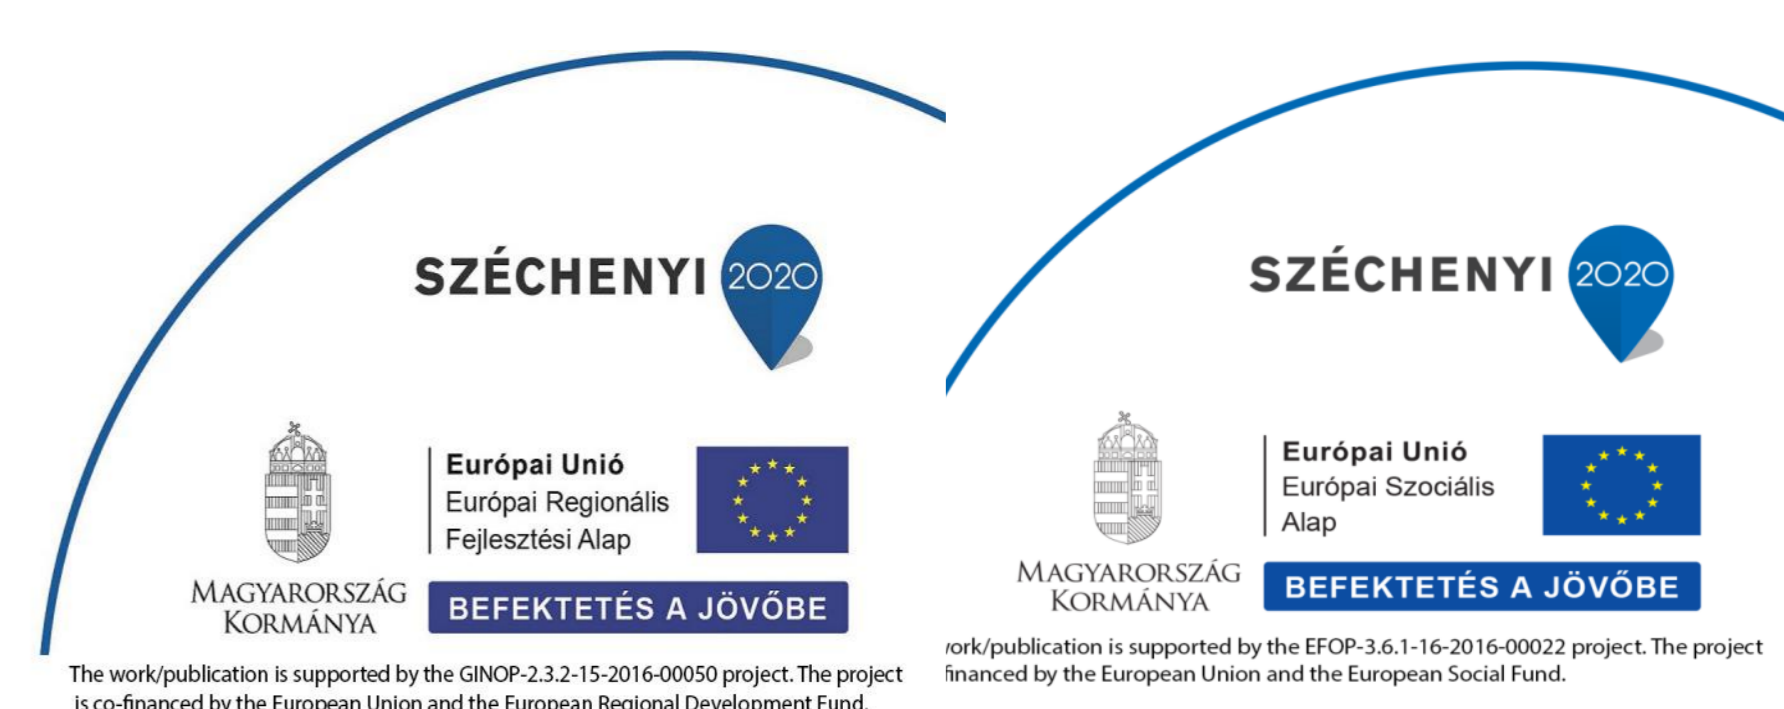 SZÉCHENYI 2020
Európai Unió
Európai Regionális
Fejlesztési Alap
MAGYARORSZÁG
KORMÁNYA
BEFEKTETÉS A JÖVŐBE
The work/publication is supported by the GINOP-2.3.2-15-2016-00050 project. The project
is co-financed by the European Union and the European Regional Development Fund.
SZÉCHENYI 2020
Európai Unió
Európai Szociális
Alap
MAGYARORSZÁG
KORMÁNYA
BEFEKTETÉS A JÖVŐBE
work/publication is supported by the EFOP-3.6.1-16-2016-00022 project. The project
financed by the European Union and the European Social Fund.